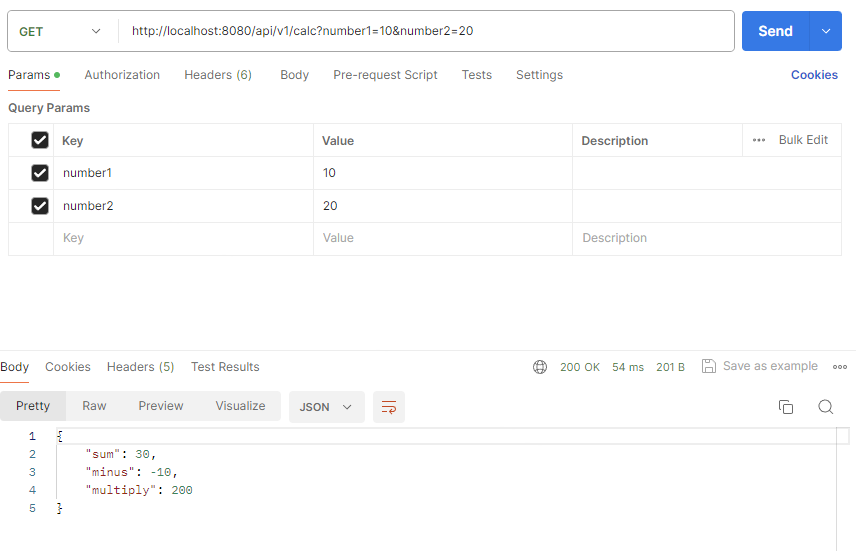 GET http://localhost:8080/api/v1/calc?number1=10&number2=20 Send
Params Authorization Headers (6) Body Pre-request Script Tests Settings Cookies
Query Params
Key Value Description Bulk Edit
number1 10
number2 20
Key Value Description
Body Cookies Headers (5) Test Results 200 OK 54 ms 201 B Save as example
Pretty Raw Preview Visualize JSON
1 {
2 "sum": 30,
3 "minus": -10,
4 "multiply": 200
5 }